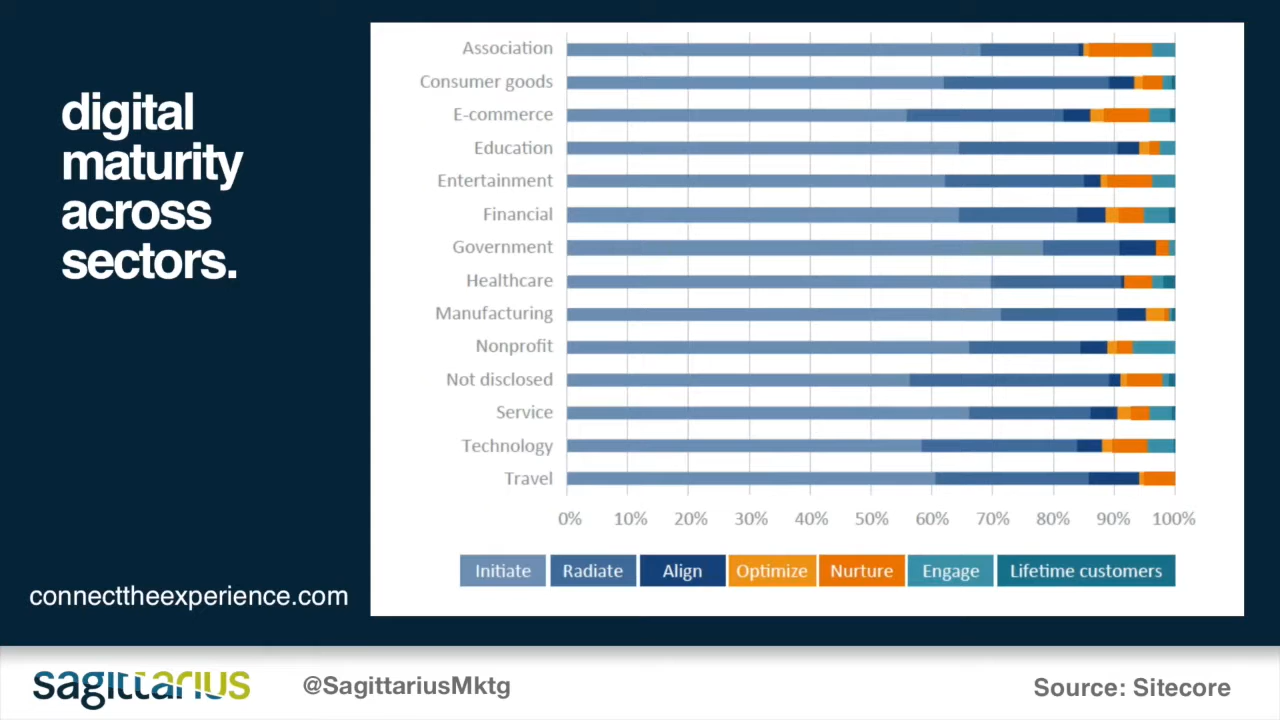 digital
maturity
across
sectors.
connecttheexperience.com
Association
Consumer goods
E-commerce
Education
Entertainment
Financial
Government
Healthcare
Manufacturing
Nonprofit
Not disclosed
Service
Technology
Travel
0% 10% 20% 30% 40% 50% 60% 70% 80% 90% 100%
Initiate Radiate Align Optimize Nurture Engage Lifetime customers
sagittarius @SagittariusMktg Source: Sitecore